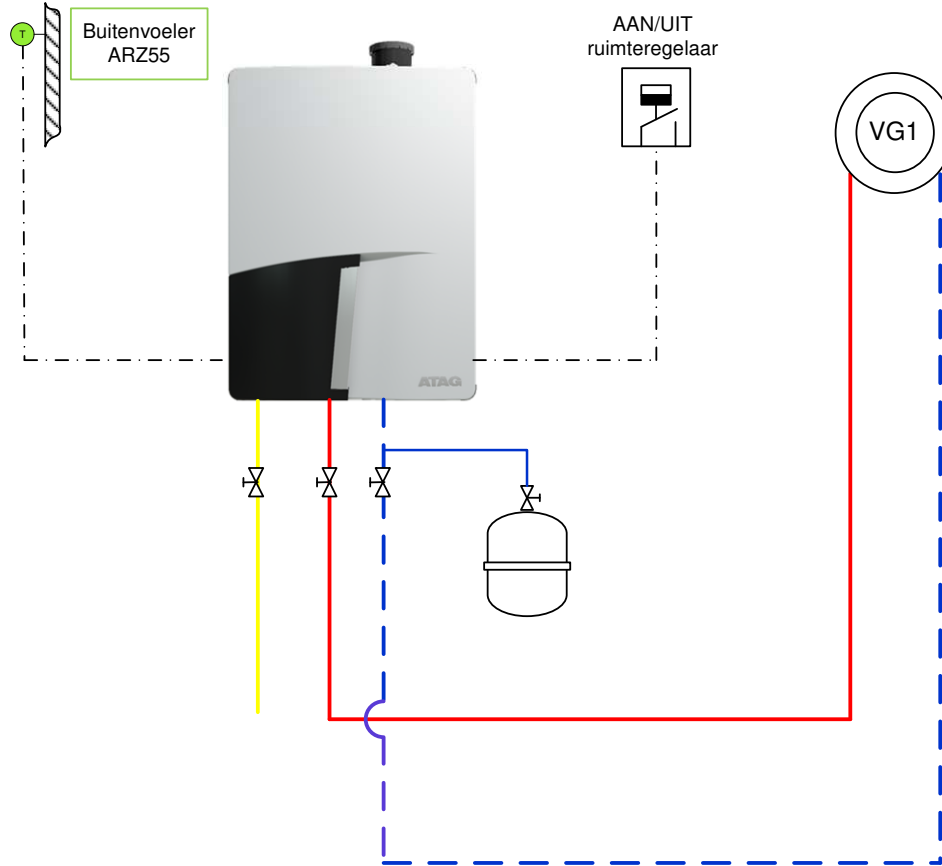 T
Buitenvoeler
ARZ55
AAN/UIT
ruimteregelaar
VG1
ATAG